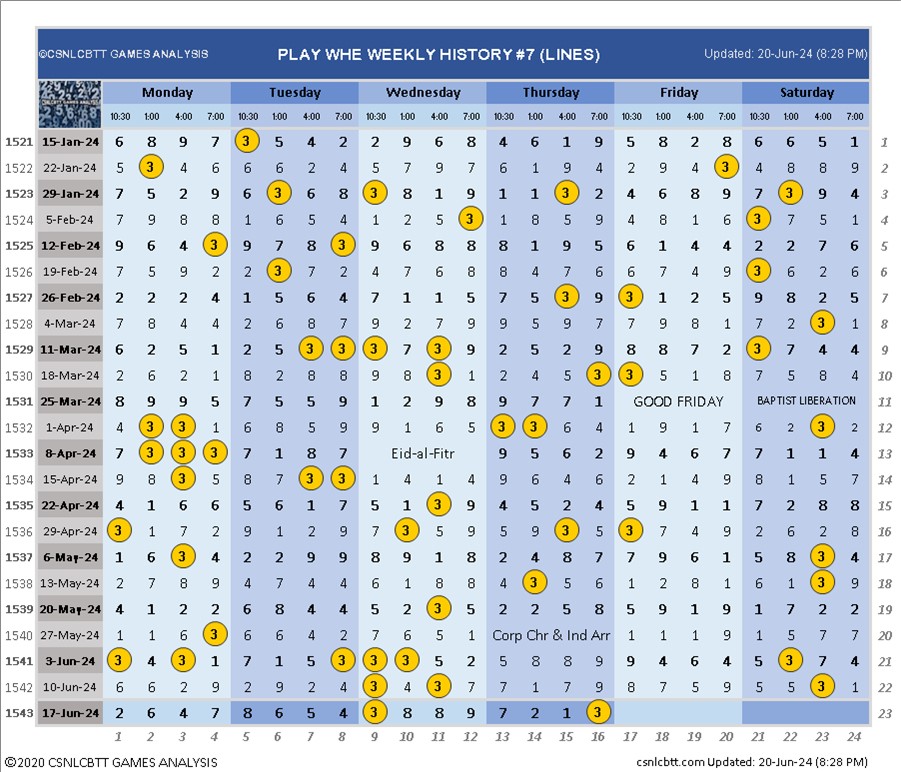 ©CSNLCBTT GAMES ANALYSIS PLAY WHE WEEKLY HISTORY #7 (LINES) Updated: 20-Jun-24 (8:28 PM)
Monday Tuesday Wednesday Thursday Friday Saturday
10:30 1:00 4:00 7:00 10:30 1:00 4:00 7:00 10:30 1:00 4:00 7:00 10:30 1:00 4:00 7:00 10:30 1:00 4:00 7:00 10:30 1:00 4:00 7:00
1521 15-Jan-24 6 8 9 7 3 5 4 2 2 9 6 8 4 6 1 9 5 8 2 8 6 6 5 1 1
1522 22-Jan-24 5 3 4 6 6 6 2 4 5 7 9 7 6 1 9 4 2 9 7 3 4 8 8 9 2
1523 29-Jan-24 7 5 2 9 6 3 6 8 3 8 1 9 1 1 3 2 4 6 8 9 7 3 9 4 3
1524 5-Feb-24 7 9 8 8 1 6 5 4 1 2 5 3 1 8 5 9 4 8 1 6 3 7 5 1 4
1525 12-Feb-24 9 6 4 3 9 7 8 3 9 6 8 8 8 1 9 5 6 1 4 4 2 2 7 6 5
1526 19-Feb-24 7 5 9 2 2 3 7 2 4 7 6 8 8 4 7 6 6 7 4 9 3 6 2 6 6
1527 26-Feb-24 2 2 2 4 1 5 6 4 7 1 1 5 7 5 3 9 3 1 2 5 9 8 2 5 7
1528 4-Mar-24 7 8 4 4 2 6 8 7 9 2 7 9 9 5 9 7 7 9 8 1 7 2 3 1 8
1529 11-Mar-24 6 2 5 1 2 5 3 3 3 7 3 9 2 5 2 9 8 8 7 2 3 7 4 4 9
1530 18-Mar-24 2 6 2 1 8 2 8 8 9 8 3 1 2 4 5 3 3 5 1 8 7 5 8 4 10
1531 25-Mar-24 8 9 9 5 7 5 5 9 1 2 9 8 9 7 7 1 GOOD FRIDAY BAPTIST LIBERATION 11
1532 1-Apr-24 4 3 3 1 6 8 5 9 9 1 6 5 3 3 6 4 1 9 1 7 6 2 3 2 12
1533 8-Apr-24 7 3 3 3 7 1 8 7 Eid-al-Fitr 9 5 6 2 9 4 6 7 7 1 1 4 13
1534 15-Apr-24 9 8 3 5 8 7 3 3 1 4 1 4 9 6 4 6 2 1 4 9 8 1 5 7 14
1535 22-Apr-24 4 1 6 6 5 6 1 7 5 1 3 9 4 5 2 4 5 2 4 9 7 2 8 8 15
1536 29-Apr-24 3 1 7 2 9 1 2 9 7 3 5 9 5 9 3 5 3 9 1 1 2 6 2 8 16
1537 6-May-24 1 6 3 4 2 2 9 9 8 9 1 8 2 4 8 7 7 9 6 1 5 8 3 4 17
1538 13-May-24 2 7 8 9 4 7 4 4 6 1 8 8 2 3 5 6 1 2 8 1 6 1 3 9 18
1539 20-May-24 4 1 2 2 6 8 4 4 5 2 3 5 2 2 5 8 5 9 1 9 1 7 2 2 19
1540 27-May-24 1 1 6 3 6 6 4 2 7 6 5 1 Corp Chr & Ind Arr 1 1 1 9 1 5 7 7 20
1541 3-Jun-24 3 4 3 1 7 1 5 3 3 3 5 2 5 8 8 9 9 4 6 4 5 3 7 4 21
1542 10-Jun-24 6 6 2 9 2 9 2 4 3 4 3 7 7 1 7 9 8 7 5 9 5 5 3 1 22
1543 17-Jun-24 2 6 4 7 8 6 5 4 3 8 8 9 7 2 1 3 23
1 2 3 4 5 6 7 8 9 10 11 12 13 14 15 16 17 18 19 20 21 22 23 24
©2020 CSNLCBTT GAMES ANALYSIS csnlcbtt.com Updated: 20-Jun-24 (8:28 PM)